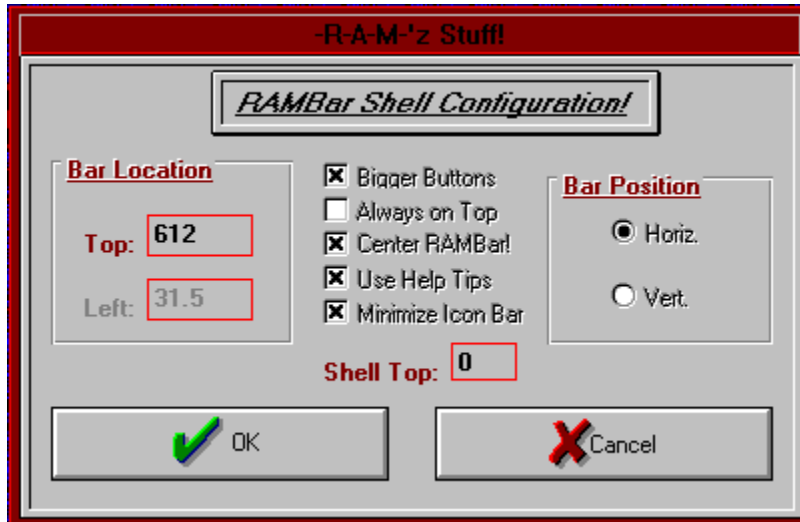 -R-A-M-'z Stuff!
RAMBar Shell Configuration!
Bar Location
Top: 612
Left: 31.5
Bigger Buttons
Always on Top
Center RAMBar!
Use Help Tips
Minimize Icon Bar
Shell Top: 0
Bar Position
Horiz.
Vert.
OK
Cancel